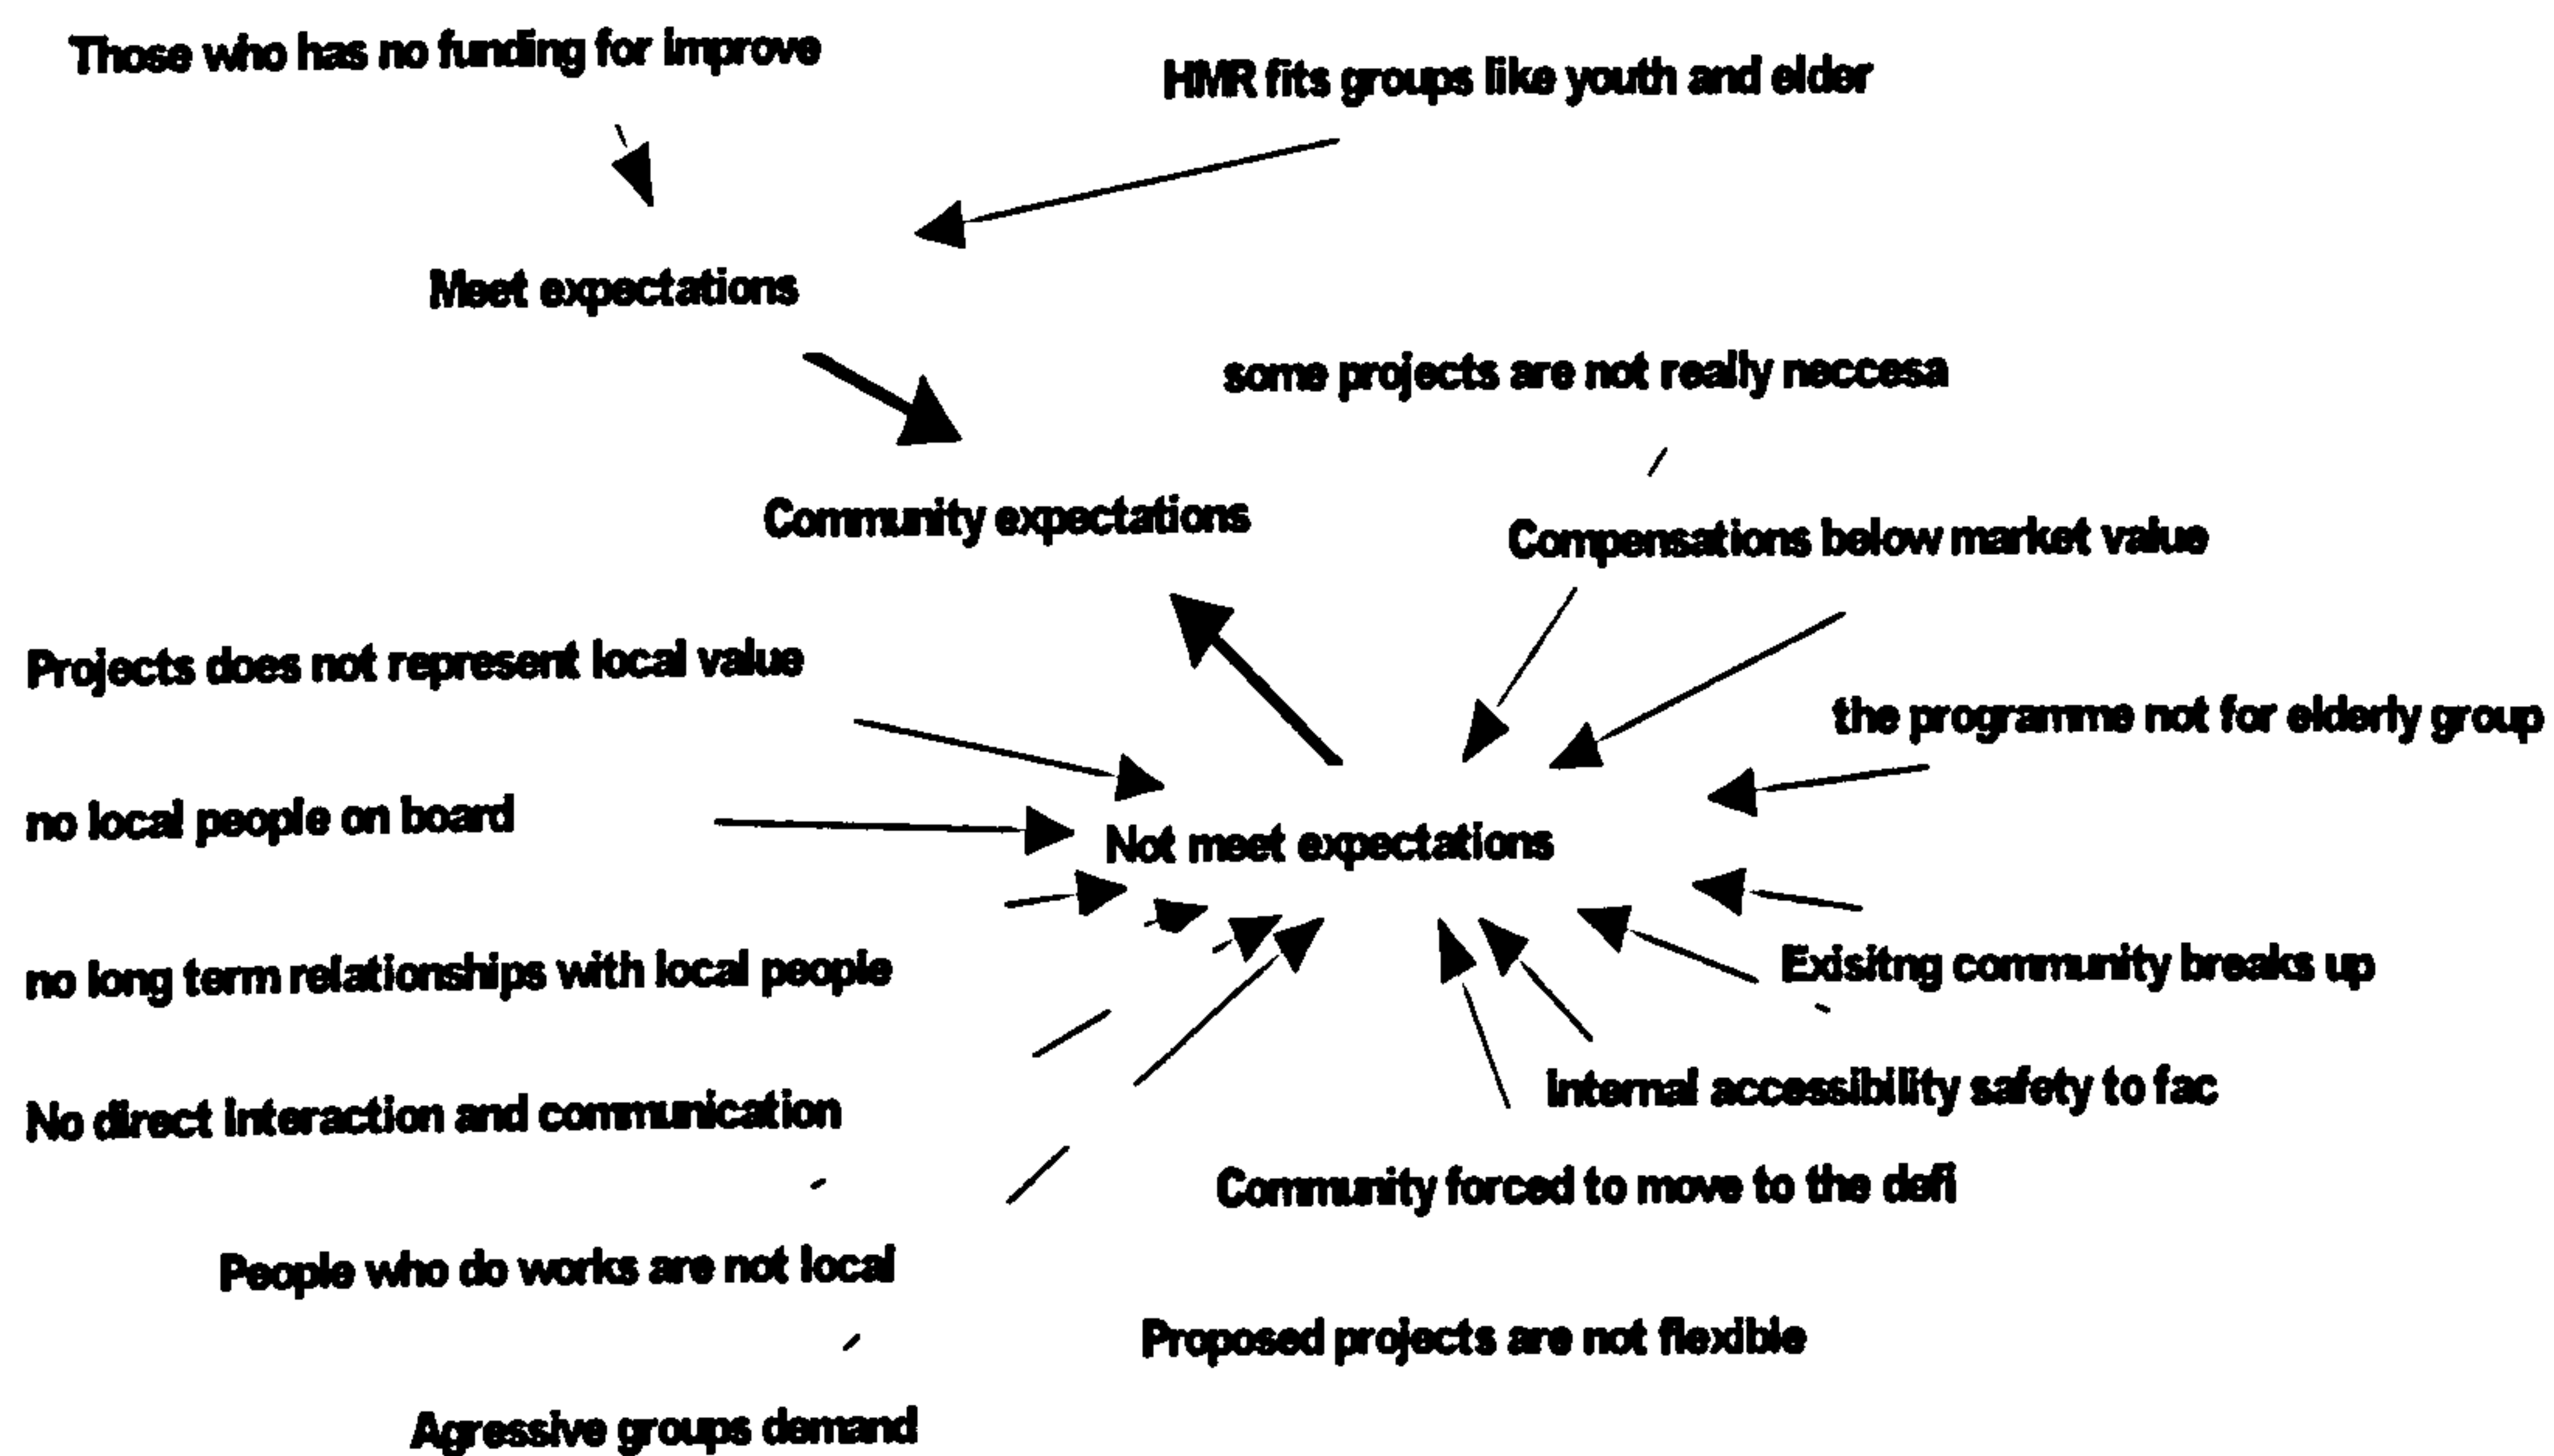 Those who has no funding for improve
HMR fits groups like youth and elder
Meet expectations
some projects are not really neccesa
Community expectations
Compensations below market value
Projects does not represent local value
the programme not for elderly group
no local people on board
Not meet expectations
no long term relationships with local people
Exisitng community breaks up
No direct interaction and communication
Internal accessibility safety to fac
Community forced to move to the defi
People who do works are not local
Proposed projects are not flexible
Agressive groups demand